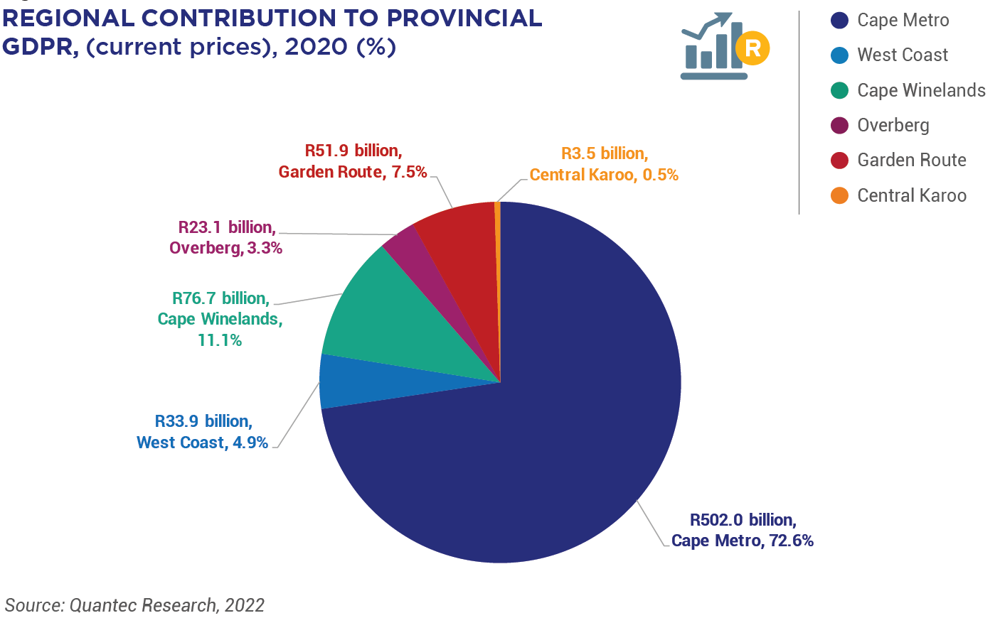 REGIONAL CONTRIBUTION TO PROVINCIAL
GDPR, (current prices), 2020 (%)
R
Cape Metro
West Coast
Cape Winelands
Overberg
Garden Route
Central Karoo
R51.9 billion,
Garden Route, 7.5%
R3.5 billion,
Central Karoo, 0.5%
R23.1 billion,
Overberg, 3.3%
R76.7 billion,
Cape Winelands,
11.1%
R33.9 billion,
West Coast, 4.9%
R502.0 billion,
Cape Metro, 72.6%
Source: Quantec Research, 2022